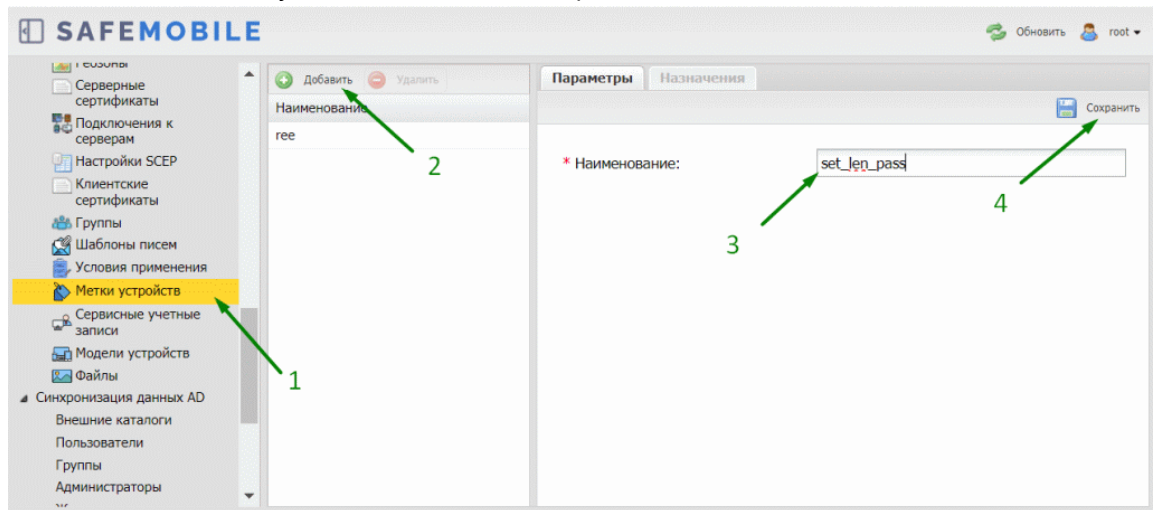 SAFEMOBILE
Обновить
root
Геозоны
Серверные
сертификаты
Подключения к
серверам
Настройки SCEP
Клиентские
сертификаты
Группы
Шаблоны писем
Условия применения
Метки устройств
Сервисные учетные
записи
Модели устройств
Файлы
Синхронизация данных AD
Внешние каталоги
Пользователи
Группы
Администраторы
1
Добавить
Удалить
Наименование
ree
2
Параметры
Назначения
Сохранить
* Наименование:
set_len_pass
3
4